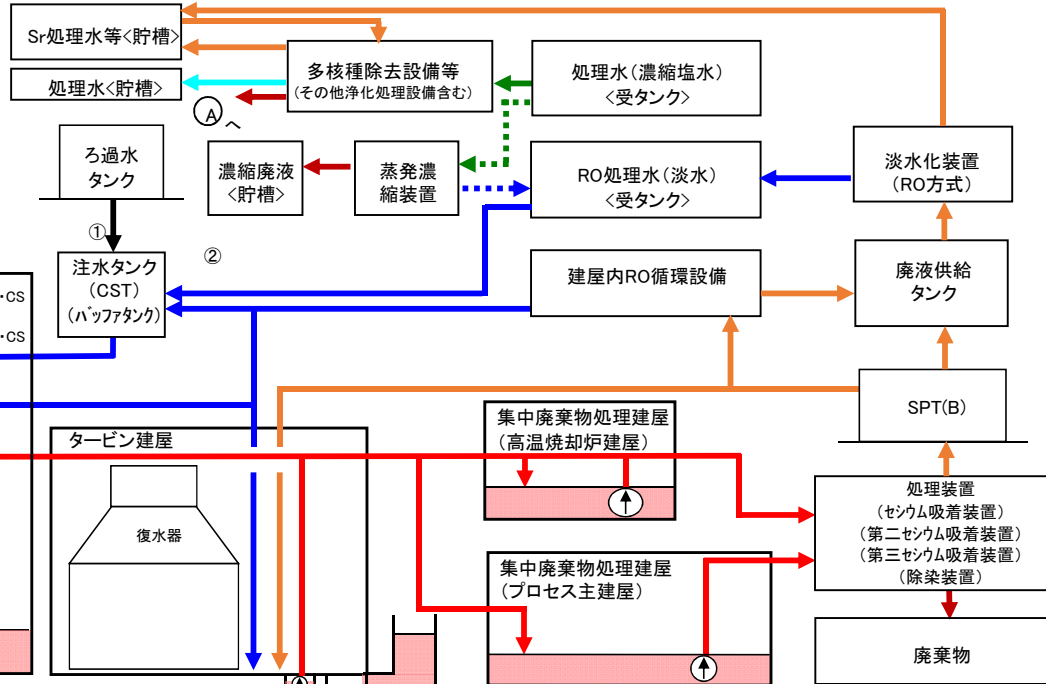 Sr処理水等<貯槽>
処理水<貯槽>
多核種除去設備等
(その他浄化処理設備含む)
Aへ
処理水(濃縮塩水)
<受タンク>
ろ過水
タンク
濃縮廃液
<貯槽>
蒸発濃
縮装置
RO処理水(淡水)
<受タンク>
淡水化装置
(RO方式)
①
②
注水タンク
(CST)
(バッファタンク)
・CS
・CS
建屋内RO循環設備
廃液供給
タンク
SPT(B)
タービン建屋
復水器
集中廃棄物処理建屋
(高温焼却炉建屋)
集中廃棄物処理建屋
(プロセス主建屋)
処理装置
(セシウム吸着装置)
(第二セシウム吸着装置)
(第三セシウム吸着装置)
(除染装置)
廃棄物